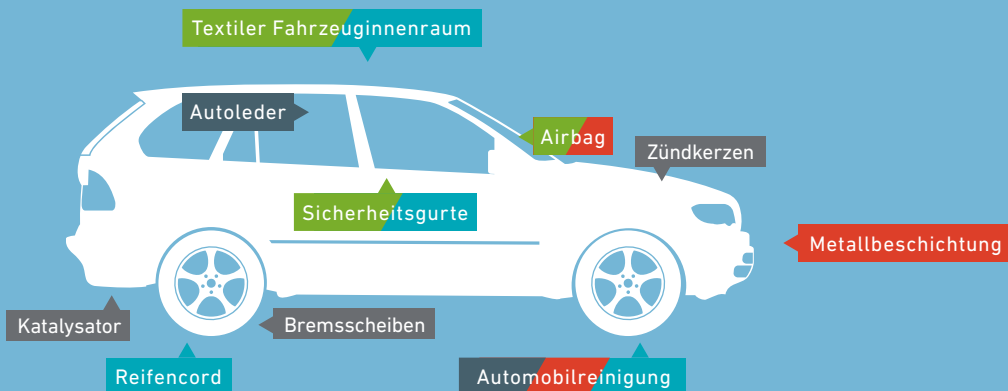 Textiler Fahrzeuginnenraum
Autoleder
Airbag
Zündkerzen
Sicherheitsgurte
Metallbeschichtung
Katalysator
Bremsscheiben
Reifencord
Automobilreinigung